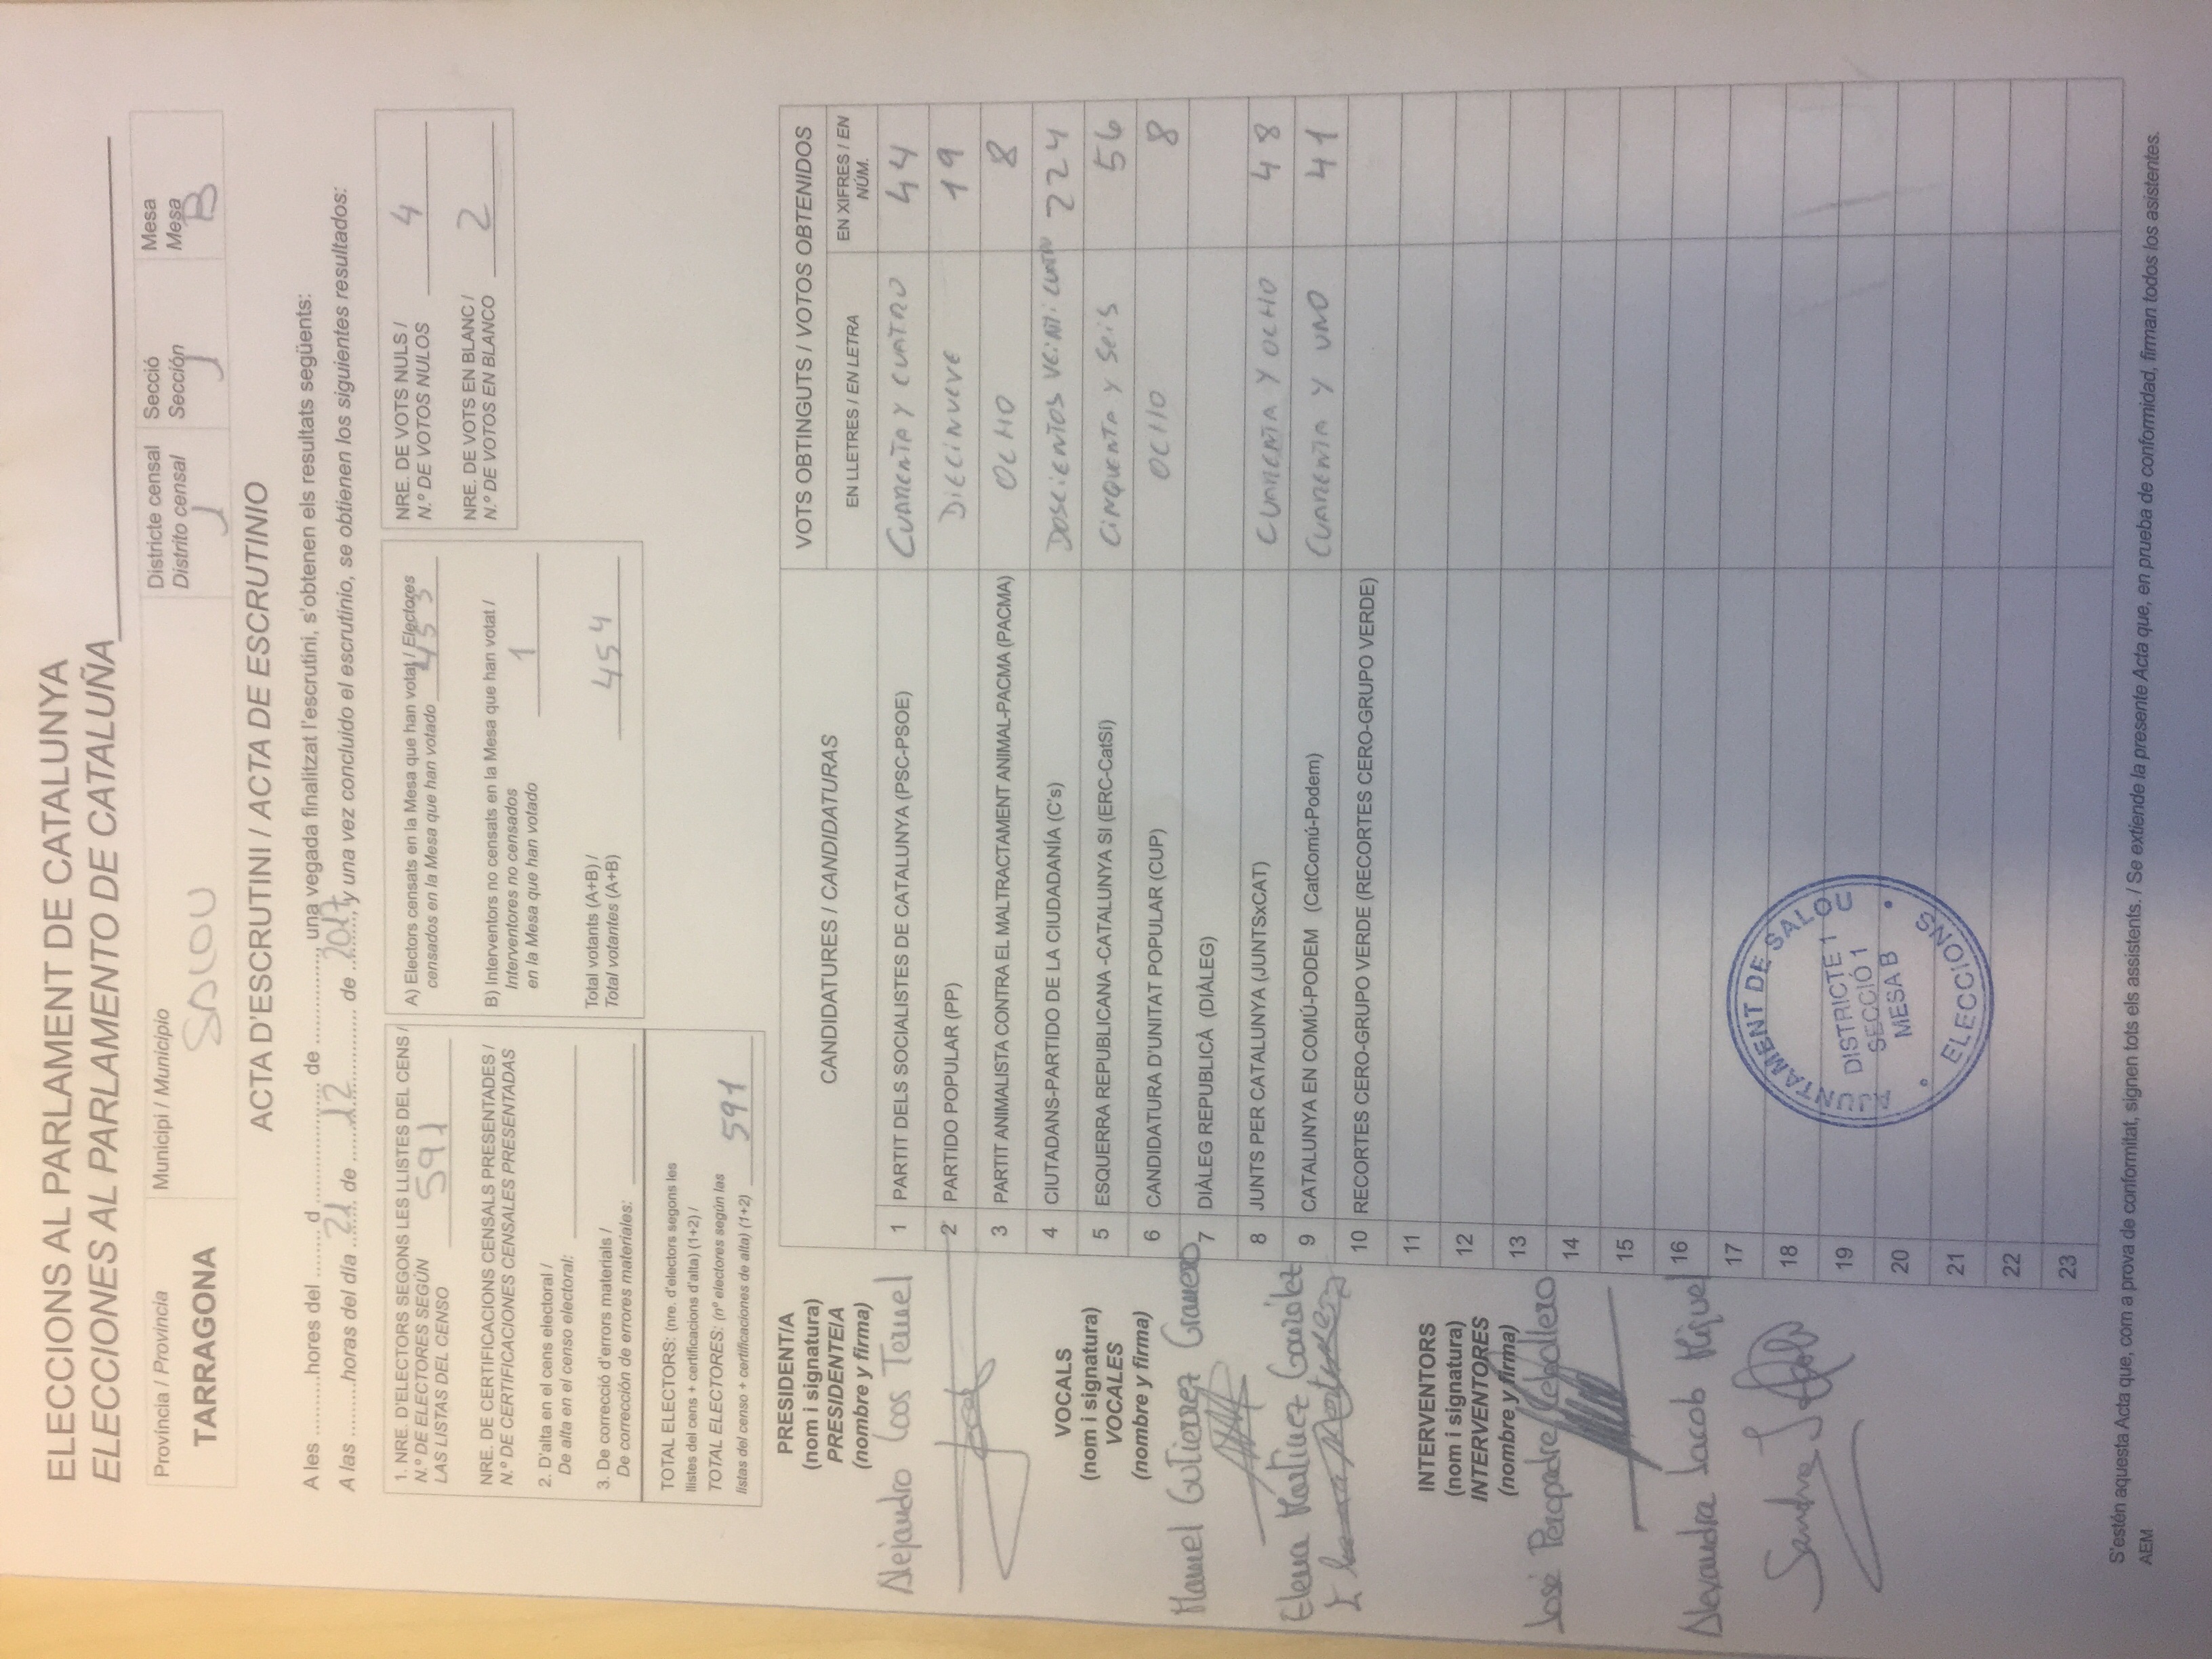 ELECCIONS AL PARLAMENT DE CATALUNYA
ELECCIONES AL PARLAMENTO DE CATALUÑA
Província / Provincia
TARRAGONA
Municipi / Municipio
SALOU
Districte censal
Distrito censal
1
Secció
Sección
1
Mesa
Mesa
B
ACTA D'ESCRUTINI / ACTA DE ESCRUTINIO
A les ..........hores del ........ d .................... de ................, una vegada finalitzat l'escrutini, s'obtenen els resultats següents:
A las .........horas del día 21 de 12 de 2017, y una vez concluido el escrutinio, se obtienen los siguientes resultados:
1. NRE. D'ELECTORS SEGONS LES LLISTES DEL CENS /
N.º DE ELECTORES SEGÚN
LAS LISTAS DEL CENSO 591
NRE. DE CERTIFICACIONS CENSALS PRESENTADES /
N.º DE CERTIFICACIONES CENSALES PRESENTADAS
2. D'alta en el cens electoral /
De alta en el censo electoral:
3. De correcció d'errors materials /
De corrección de errores materiales:
TOTAL ELECTORS: (nre. d'electors segons les
llistes del cens + certificacions d'alta) (1+2) /
TOTAL ELECTORES: (nº electores según las
listas del censo + certificaciones de alta) (1+2) 591
A) Electors censats en la Mesa que han votat / Electores
censados en la Mesa que han votado 453
B) Interventors no censats en la Mesa que han votat /
Interventores no censados
en la Mesa que han votado 1
Total votants (A+B) /
Total votantes (A+B) 454
NRE. DE VOTS NULS /
N.º DE VOTOS NULOS 4
NRE. DE VOTS EN BLANC /
N.º DE VOTOS EN BLANCO 2
PRESIDENT/A
(nom i signatura)
PRESIDENTE/A
(nombre y firma)
Alejandro Coos Teruel
VOCALS
(nom i signatura)
VOCALES
(nombre y firma)
Manuel Gutierrez Granero
Elena Martinez González
INTERVENTORS
(nom i signatura)
INTERVENTORES
(nombre y firma)
José Peropadre Cebollero
Alexandra Jacob Miquel
Sandra
CANDIDATURES / CANDIDATURAS
VOTS OBTINGUTS / VOTOS OBTENIDOS
EN LLETRES / EN LETRA
EN XIFRES / EN NÚM.
1 PARTIT DELS SOCIALISTES DE CATALUNYA (PSC-PSOE) CUARENTA Y CUATRO 44
2 PARTIDO POPULAR (PP) DIECINUEVE 19
3 PARTIT ANIMALISTA CONTRA EL MALTRACTAMENT ANIMAL-PACMA (PACMA) OCHO 8
4 CIUTADANS-PARTIDO DE LA CIUDADANÍA (C's) DOSCIENTOS VEINTICUATRO 224
5 ESQUERRA REPUBLICANA -CATALUNYA SI (ERC-CatSí) CINQUENTA Y SEIS 56
6 CANDIDATURA D'UNITAT POPULAR (CUP) OCHO 8
7 DIÀLEG REPUBLICÀ (DIÀLEG)
8 JUNTS PER CATALUNYA (JUNTSxCAT) CUARENTA Y OCHO 48
9 CATALUNYA EN COMÚ-PODEM (CatComú-Podem) CUARENTA Y UNO 41
10 RECORTES CERO-GRUPO VERDE (RECORTES CERO-GRUPO VERDE)
11
12
13
14
15
16
17
18
19
20
21
22
23
AJUNTAMENT DE SALOU
DISTRICTE 1
SECCIÓ 1
MESA B
ELECCIONS
S'estén aquesta Acta que, com a prova de conformitat, signen tots els assistents. / Se extiende la presente Acta que, en prueba de conformidad, firman todos los asistentes.
AEM